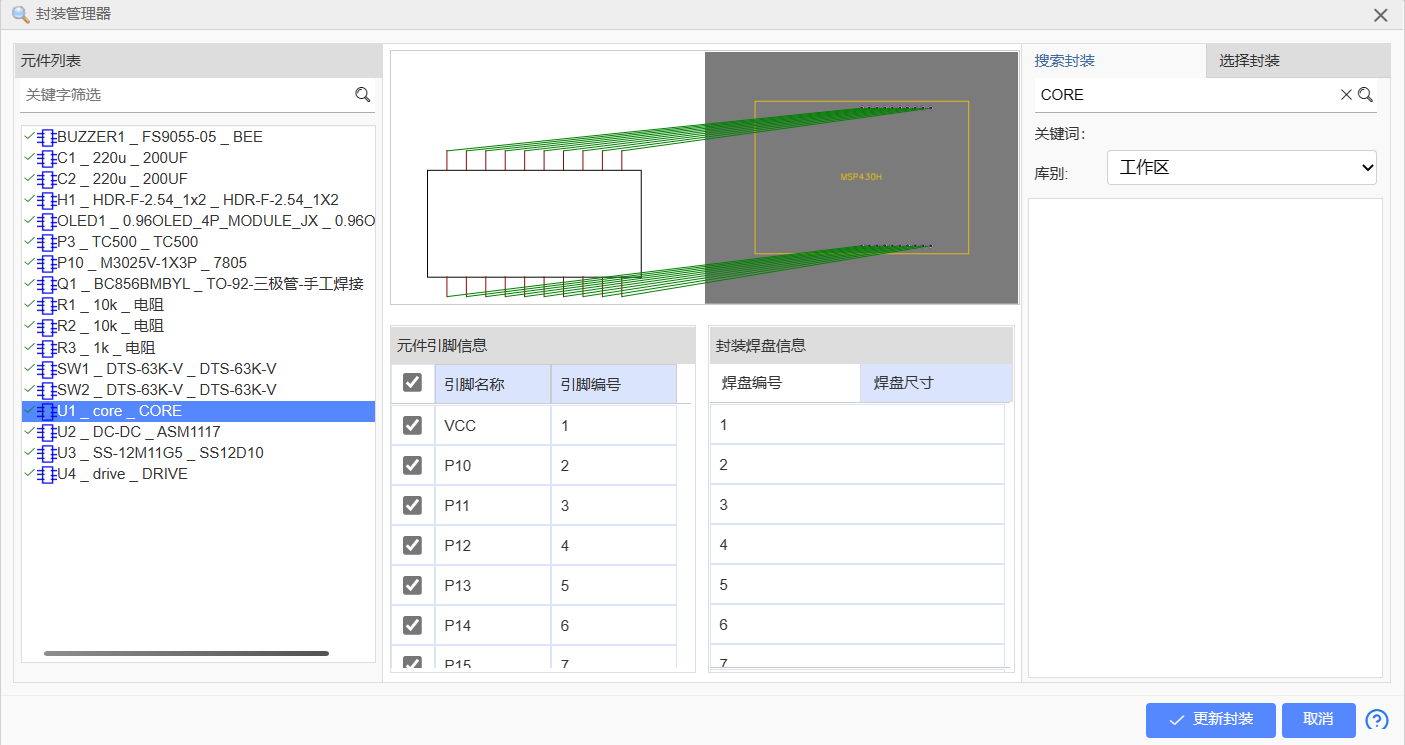 封装管理器
元件列表
关键字筛选
BUZZER1 _ FS9055-05 _ BEE
C1 _ 220u _ 200UF
C2 _ 220u _ 200UF
H1 _ HDR-F-2.54_1x2 _ HDR-F-2.54_1X2
OLED1 _ 0.96OLED_4P_MODULE_JX _ 0.96O
P3 _ TC500 _ TC500
P10 _ M3025V-1X3P _ 7805
Q1 _ BC856BMBYL _ TO-92-三极管-手工焊接
R1 _ 10k _ 电阻
R2 _ 10k _ 电阻
R3 _ 1k _ 电阻
SW1 _ DTS-63K-V _ DTS-63K-V
SW2 _ DTS-63K-V _ DTS-63K-V
U1 _ core _ CORE
U2 _ DC-DC _ ASM1117
U3 _ SS-12M11G5 _ SS12D10
U4 _ drive _ DRIVE
MSP430H
元件引脚信息
引脚名称 引脚编号
VCC 1
P10 2
P11 3
P12 4
P13 5
P14 6
P15 7
封装焊盘信息
焊盘编号 焊盘尺寸
1
2
3
4
5
6
7
搜索封装 选择封装
CORE
关键词:
库别: 工作区
更新封装 取消